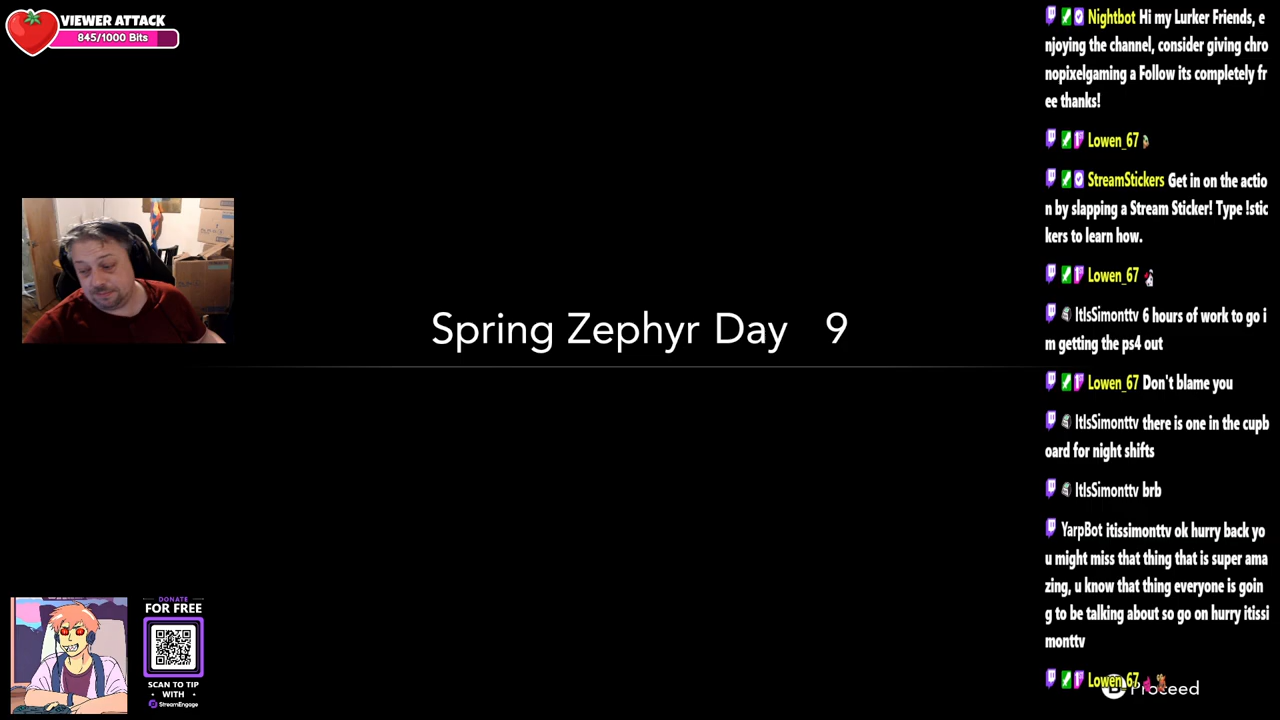 VIEWER ATTACK
845/1000 Bits
Spring Zephyr Day 9
DONATE
FOR FREE
SCAN TO TIP
• WITH •
StreamEngage
Nightbot Hi my Lurker Friends, e
njoying the channel, consider giving chro
nopixelgaming a Follow its completely fr
ee thanks!
Lowen_67
StreamStickers Get in on the actio
n by slapping a Stream Sticker! Type !stic
kers to learn how.
Lowen_67
ItIsSimonttv 6 hours of work to go i
m getting the ps4 out
Lowen_67 Don't blame you
ItIsSimonttv there is one in the cupb
oard for night shifts
ItIsSimonttv brb
YarpBot itissimonttv ok hurry back yo
u might miss that thing that is super ama
zing, u know that thing everyone is goin
g to be talking about so go on hurry itissi
monttv
Lowen_67
Proceed